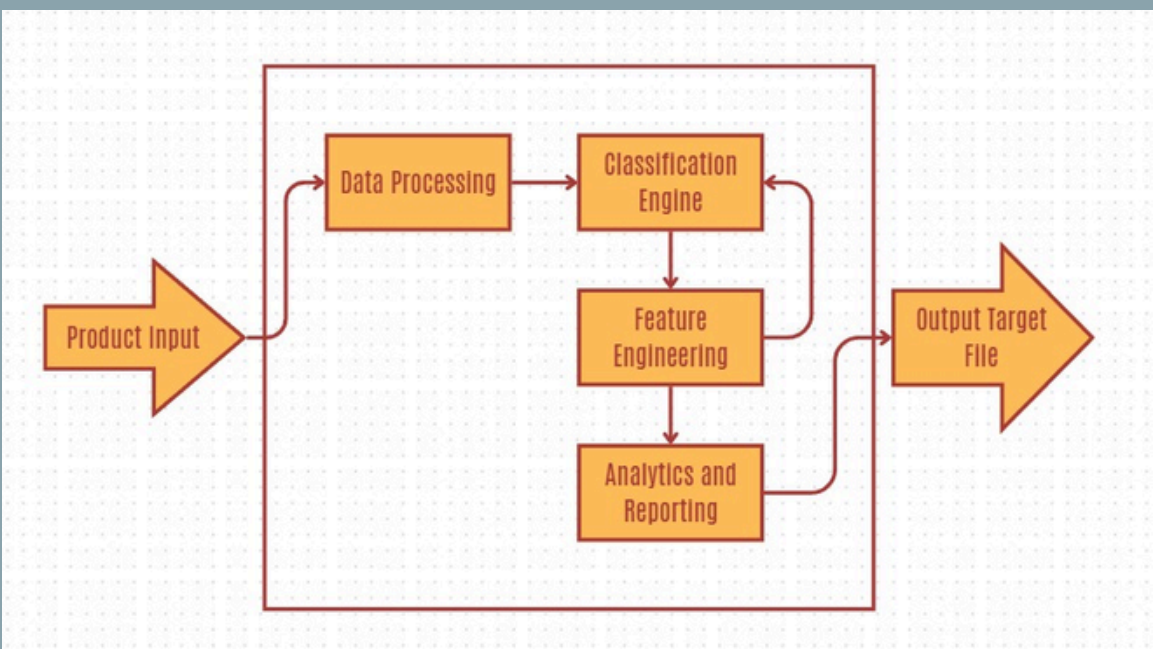 Data Processing
Classification
Engine
Product Input
Feature
Engineering
Output Target
File
Analytics and
Reporting